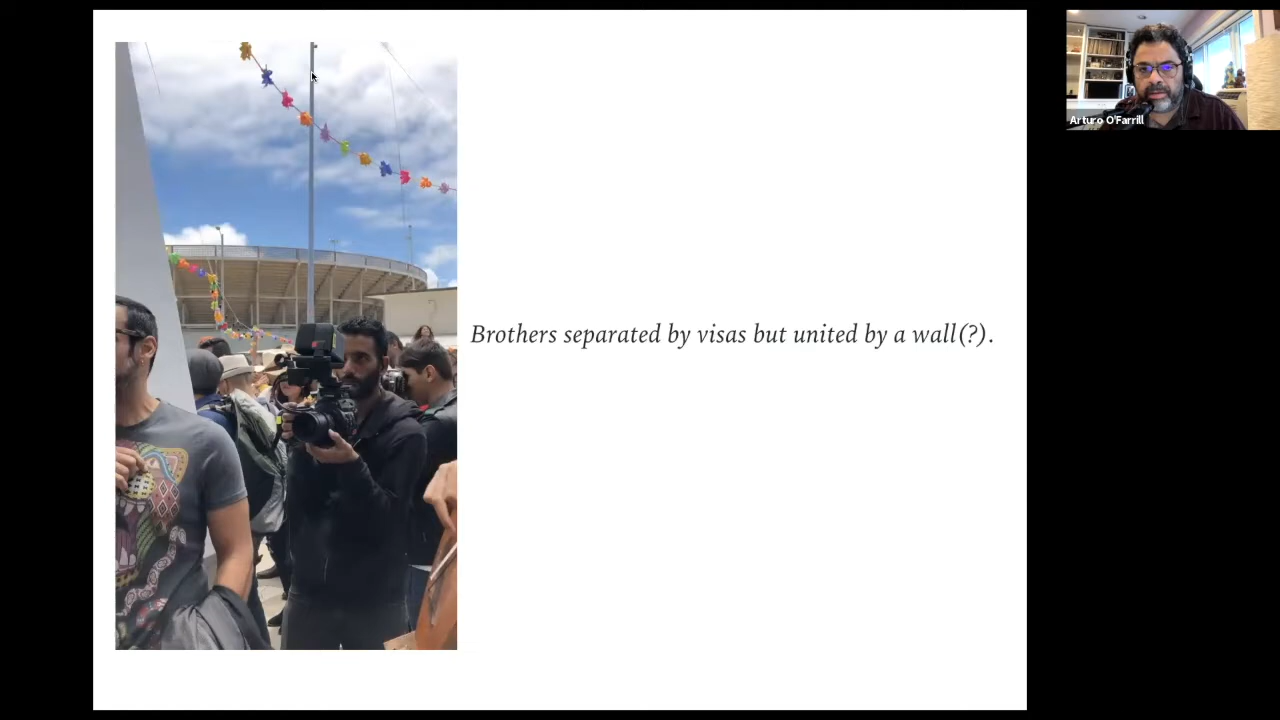 Brothers separated by visas but united by a wall(?).
Arturo O'Farrill